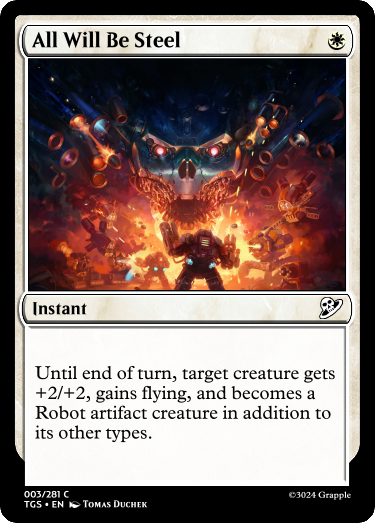 All Will Be Steel
Instant
Until end of turn, target creature gets
+2/+2, gains flying, and becomes a
Robot artifact creature in addition to
its other types.
003/281 C
TGS • EN Tomas Duchek
©3024 Grapple